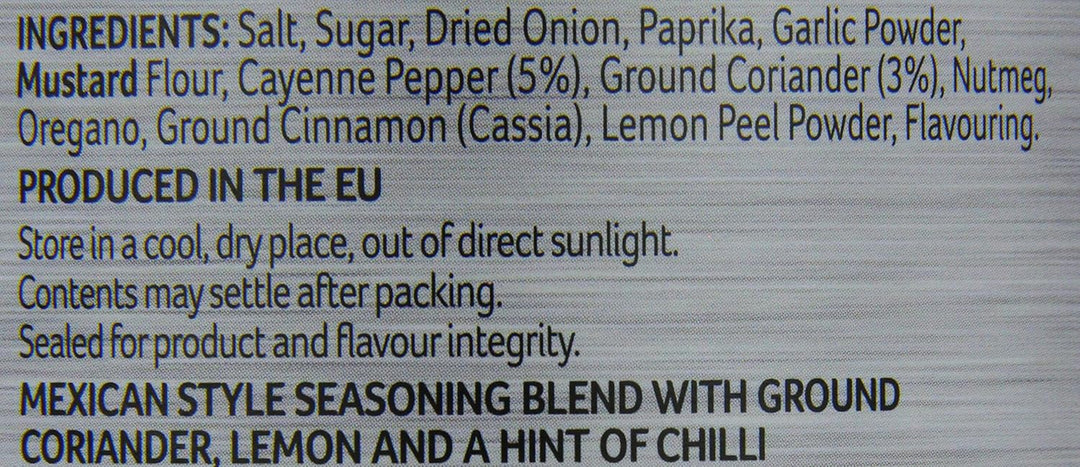 INGREDIENTS: Salt, Sugar, Dried Onion, Paprika, Garlic Powder,
Mustard Flour, Cayenne Pepper (5%), Ground Coriander (3%), Nutmeg,
Oregano, Ground Cinnamon (Cassia), Lemon Peel Powder, Flavouring.
PRODUCED IN THE EU
Store in a cool, dry place, out of direct sunlight.
Contents may settle after packing.
Sealed for product and flavour integrity.
MEXICAN STYLE SEASONING BLEND WITH GROUND
CORIANDER, LEMON AND A HINT OF CHILLI